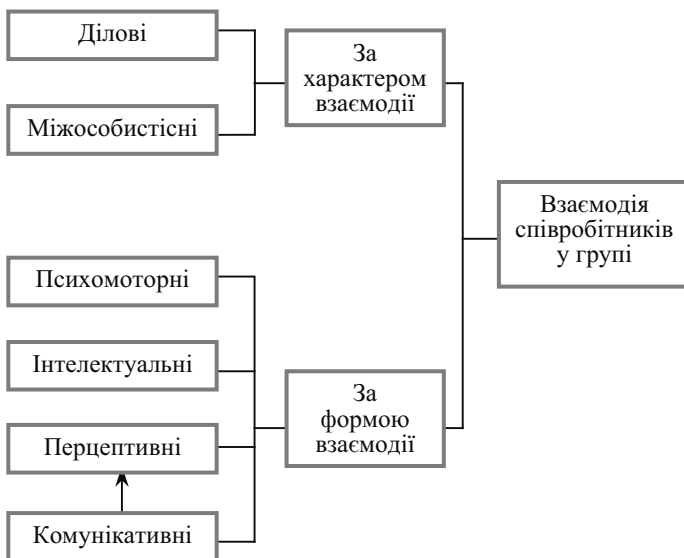 Ділові
Міжособистісні
За
характером
взаємодії
Взаємодія
співробітників
у групі
Психомоторні
Інтелектуальні
Перцептивні
Комунікативні
За
формою
взаємодії